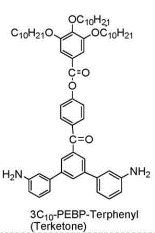 OC₁₀H₂₁
C₁₀H₂₁O OC₁₀H₂₁
C=O
O
C=O
H₂N NH₂
3C₁₀-PEBP-Terphenyl
(Terketone)